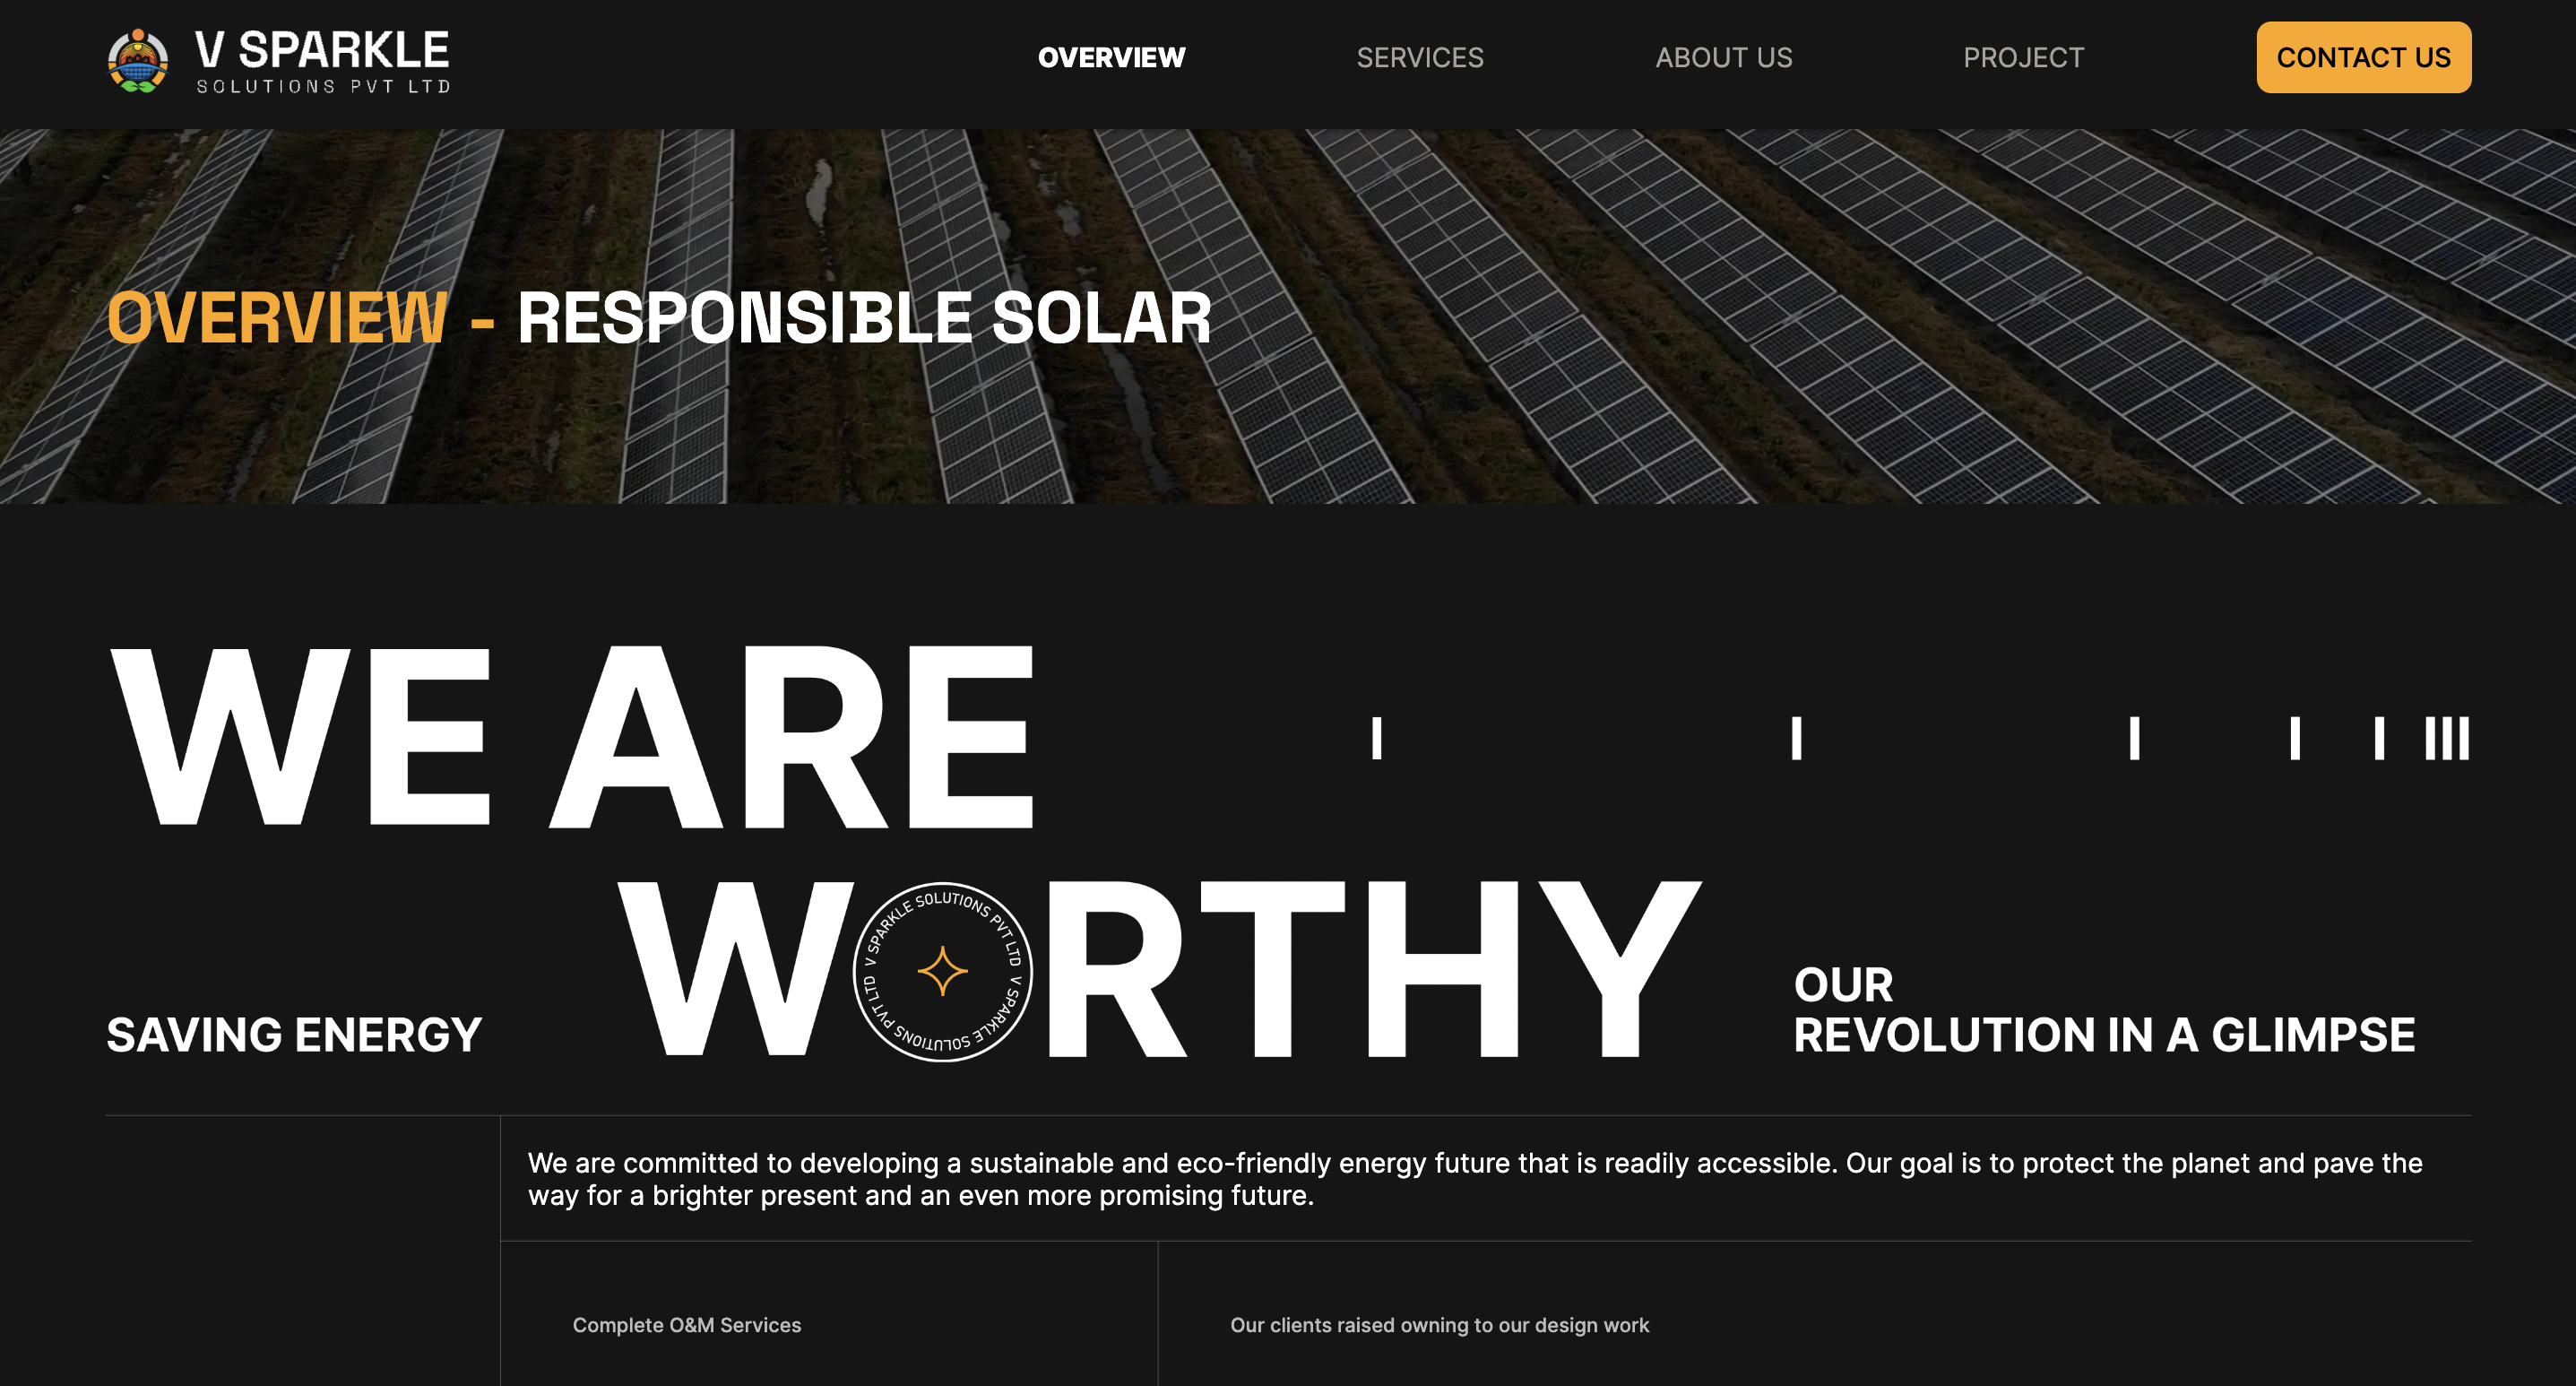 V SPARKLE
SOLUTIONS PVT LTD
OVERVIEW
SERVICES
ABOUT US
PROJECT
CONTACT US
OVERVIEW - RESPONSIBLE SOLAR
WE ARE
SAVING ENERGY
W RTHY
V SPARKLE SOLUTIONS PVT LTD V SPARKLE SOLUTIONS PVT LTD
OUR
REVOLUTION IN A GLIMPSE
We are committed to developing a sustainable and eco-friendly energy future that is readily accessible. Our goal is to protect the planet and pave the
way for a brighter present and an even more promising future.
Complete O&M Services
Our clients raised owning to our design work